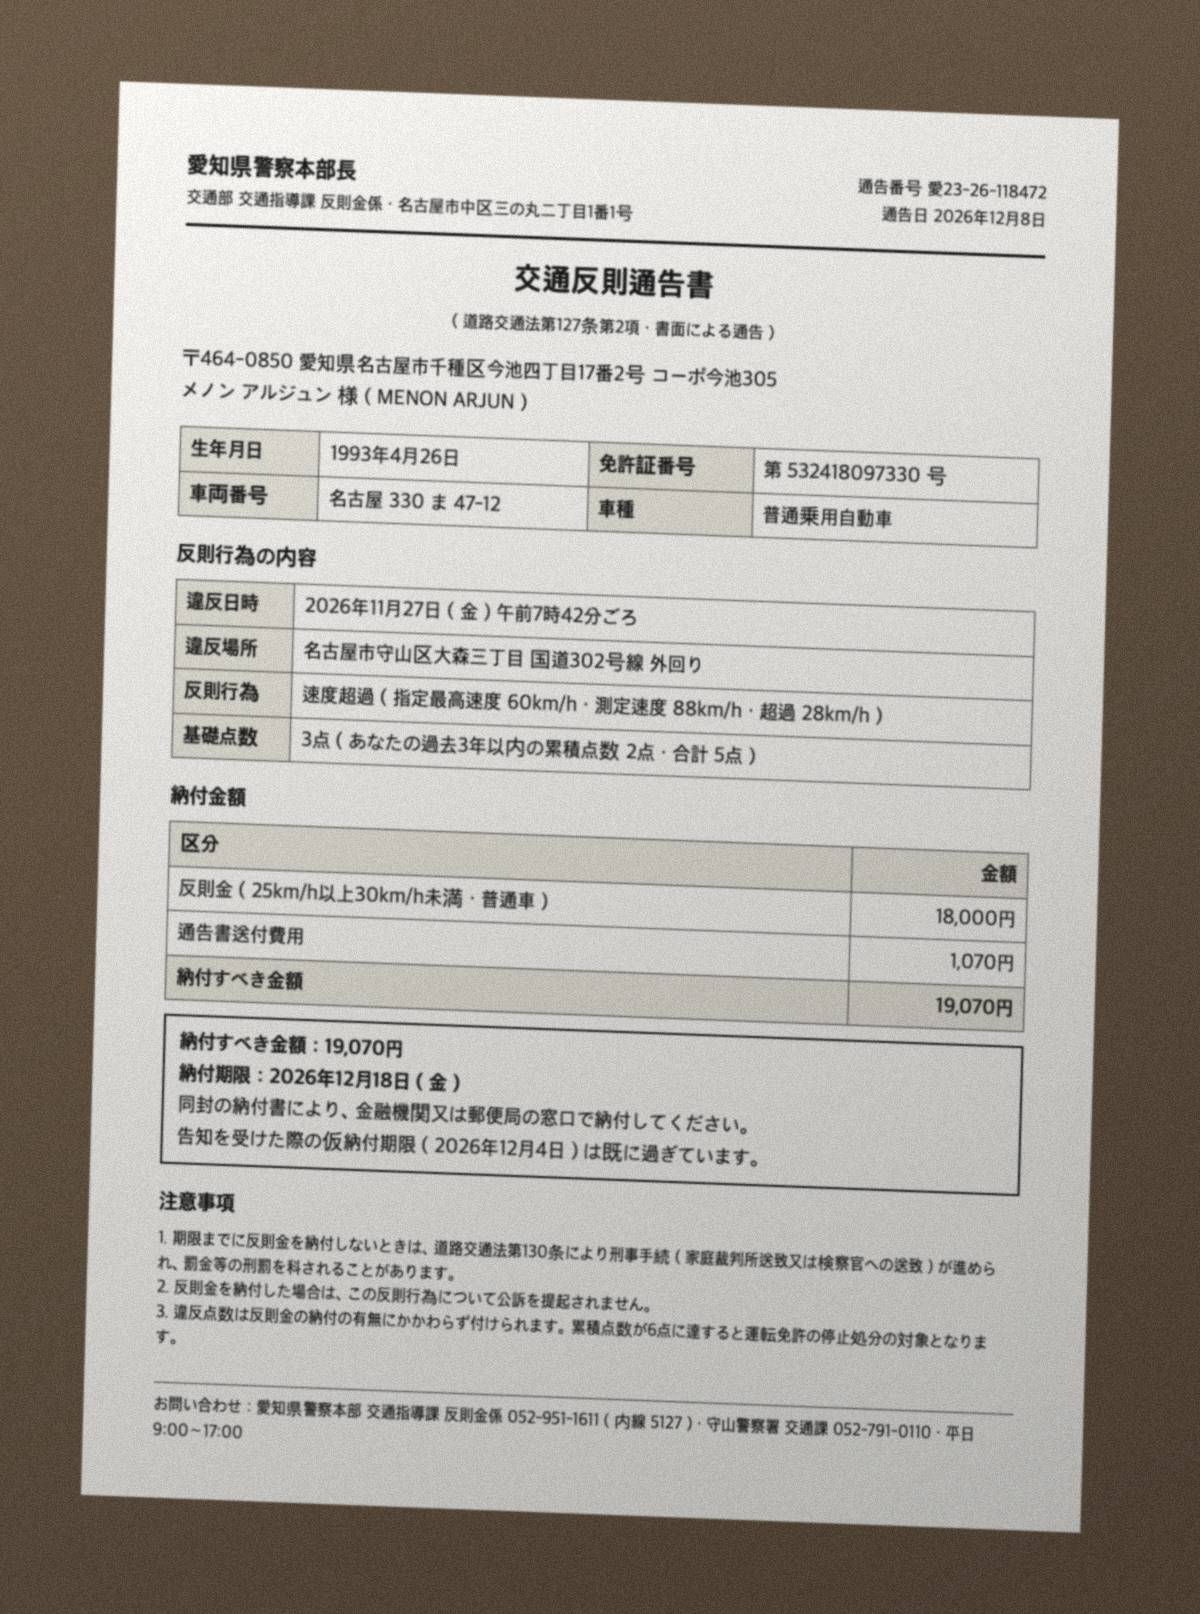 愛知県警察本部長
交通部 交通指導課 反則金係・名古屋市中区三の丸二丁目1番1号
通告番号 愛23-26-118472
通告日 2026年12月8日
交通反則通告書
（道路交通法第127条第2項・書面による通告）
〒464-0850 愛知県名古屋市千種区今池四丁目17番2号 コーポ今池305
メノン アルジュン 様（MENON ARJUN）
生年月日 1993年4月26日 免許証番号 第 532418097330 号
車両番号 名古屋 330 ま 47-12 車種 普通乗用自動車
反則行為の内容
違反日時 2026年11月27日（金）午前7時42分ごろ
違反場所 名古屋市守山区大森三丁目 国道302号線 外回り
反則行為 速度超過（指定最高速度 60km/h・測定速度 88km/h・超過 28km/h）
基礎点数 3点（あなたの過去3年以内の累積点数 2点・合計 5点）
納付金額
区分 金額
反則金（25km/h以上30km/h未満・普通車） 18,000円
通告書送付費用 1,070円
納付すべき金額 19,070円
納付すべき金額：19,070円
納付期限：2026年12月18日（金）
同封の納付書により、金融機関又は郵便局の窓口で納付してください。
告知を受けた際の仮納付期限（2026年12月4日）は既に過ぎています。
注意事項
1. 期限までに反則金を納付しないときは、道路交通法第130条により刑事手続（家庭裁判所送致又は検察官への送致）が進めら
れ、罰金等の刑罰を科されることがあります。
2. 反則金を納付した場合は、この反則行為について公訴を提起されません。
3. 違反点数は反則金の納付の有無にかかわらず付けられます。累積点数が6点に達すると運転免許の停止処分の対象となりま
す。
お問い合わせ：愛知県警察本部 交通指導課 反則金係 052-951-1611（内線 5127）・守山警察署 交通課 052-791-0110・平日
9:00~17:00